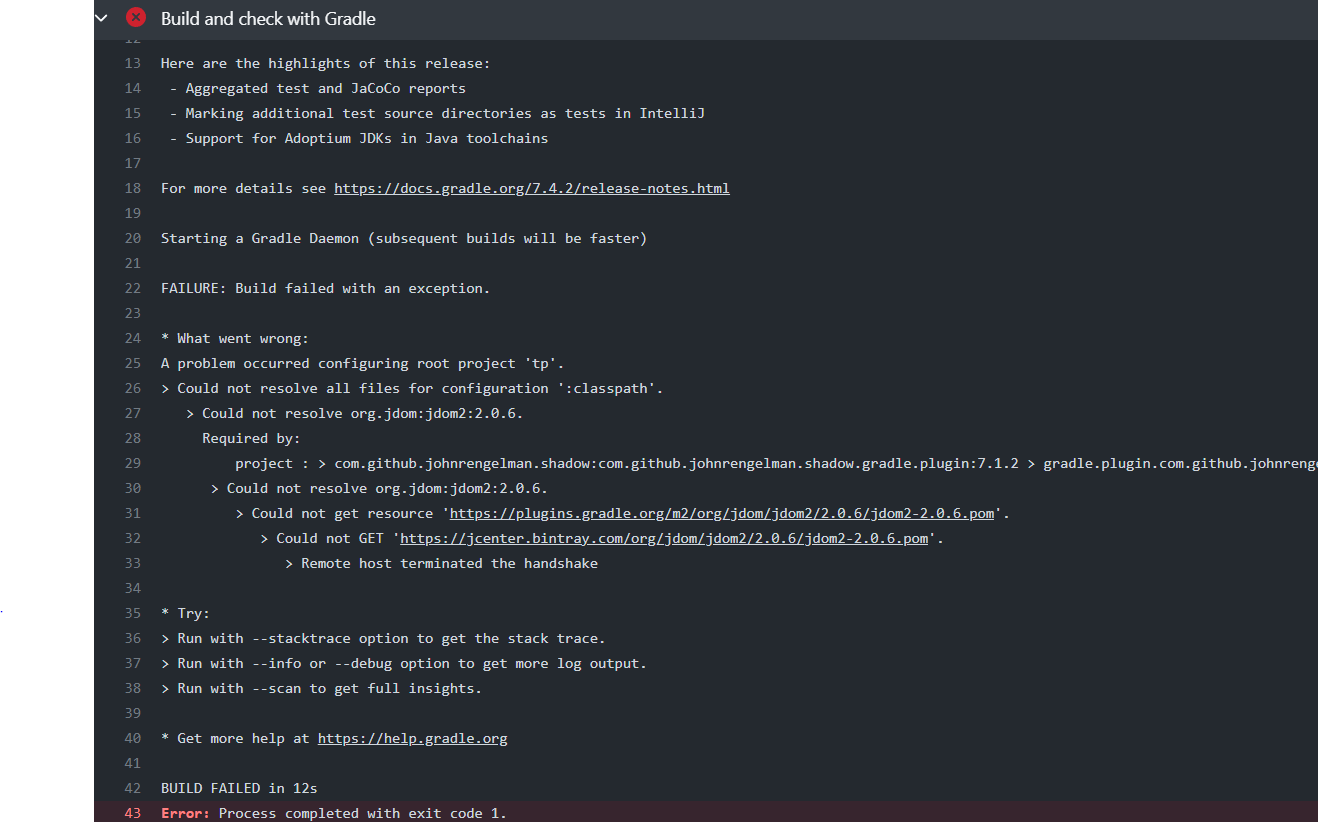 Build and check with Gradle
12
13 Here are the highlights of this release:
14 - Aggregated test and JaCoCo reports
15 - Marking additional test source directories as tests in IntelliJ
16 - Support for Adoptium JDKs in Java toolchains
17
18 For more details see https://docs.gradle.org/7.4.2/release-notes.html
19
20 Starting a Gradle Daemon (subsequent builds will be faster)
21
22 FAILURE: Build failed with an exception.
23
24 * What went wrong:
25 A problem occurred configuring root project 'tp'.
26 > Could not resolve all files for configuration ':classpath'.
27 > Could not resolve org.jdom:jdom2:2.0.6.
28 Required by:
29 project : > com.github.johnrengelman.shadow:com.github.johnrengelman.shadow.gradle.plugin:7.1.2 > gradle.plugin.com.github.johnrenge
30 > Could not resolve org.jdom:jdom2:2.0.6.
31 > Could not get resource 'https://plugins.gradle.org/m2/org/jdom/jdom2/2.0.6/jdom2-2.0.6.pom'.
32 > Could not GET 'https://jcenter.bintray.com/org/jdom/jdom2/2.0.6/jdom2-2.0.6.pom'.
33 > Remote host terminated the handshake
34
35 * Try:
36 > Run with --stacktrace option to get the stack trace.
37 > Run with --info or --debug option to get more log output.
38 > Run with --scan to get full insights.
39
40 * Get more help at https://help.gradle.org
41
42 BUILD FAILED in 12s
43 Error: Process completed with exit code 1.